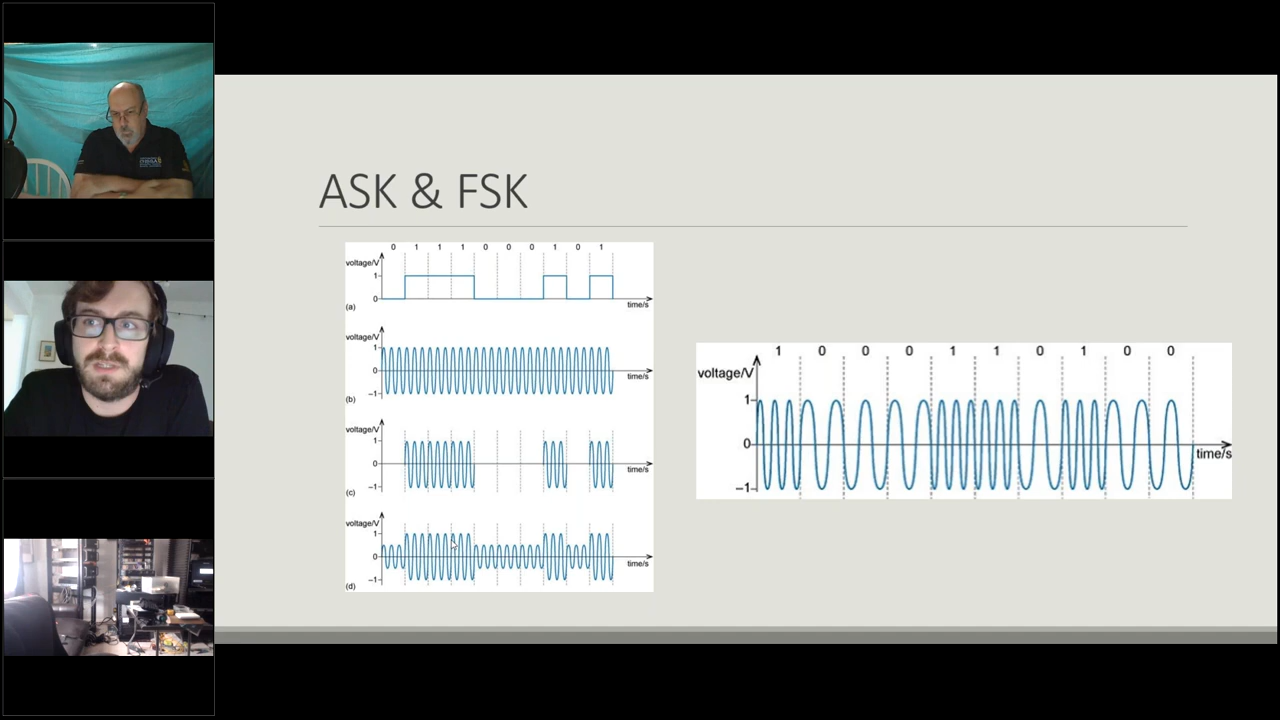 ASK & FSK
0 1 1 1 0 0 0 1 0 1
voltage/V
1
0
time/s
(a)
voltage/V
1
0
time/s
−1
(b)
voltage/V
1
0
time/s
−1
(c)
voltage/V
1
0
time/s
−1
(d)
1 0 0 0 1 1 0 1 0 0
voltage/V
1
0
time/s
−1